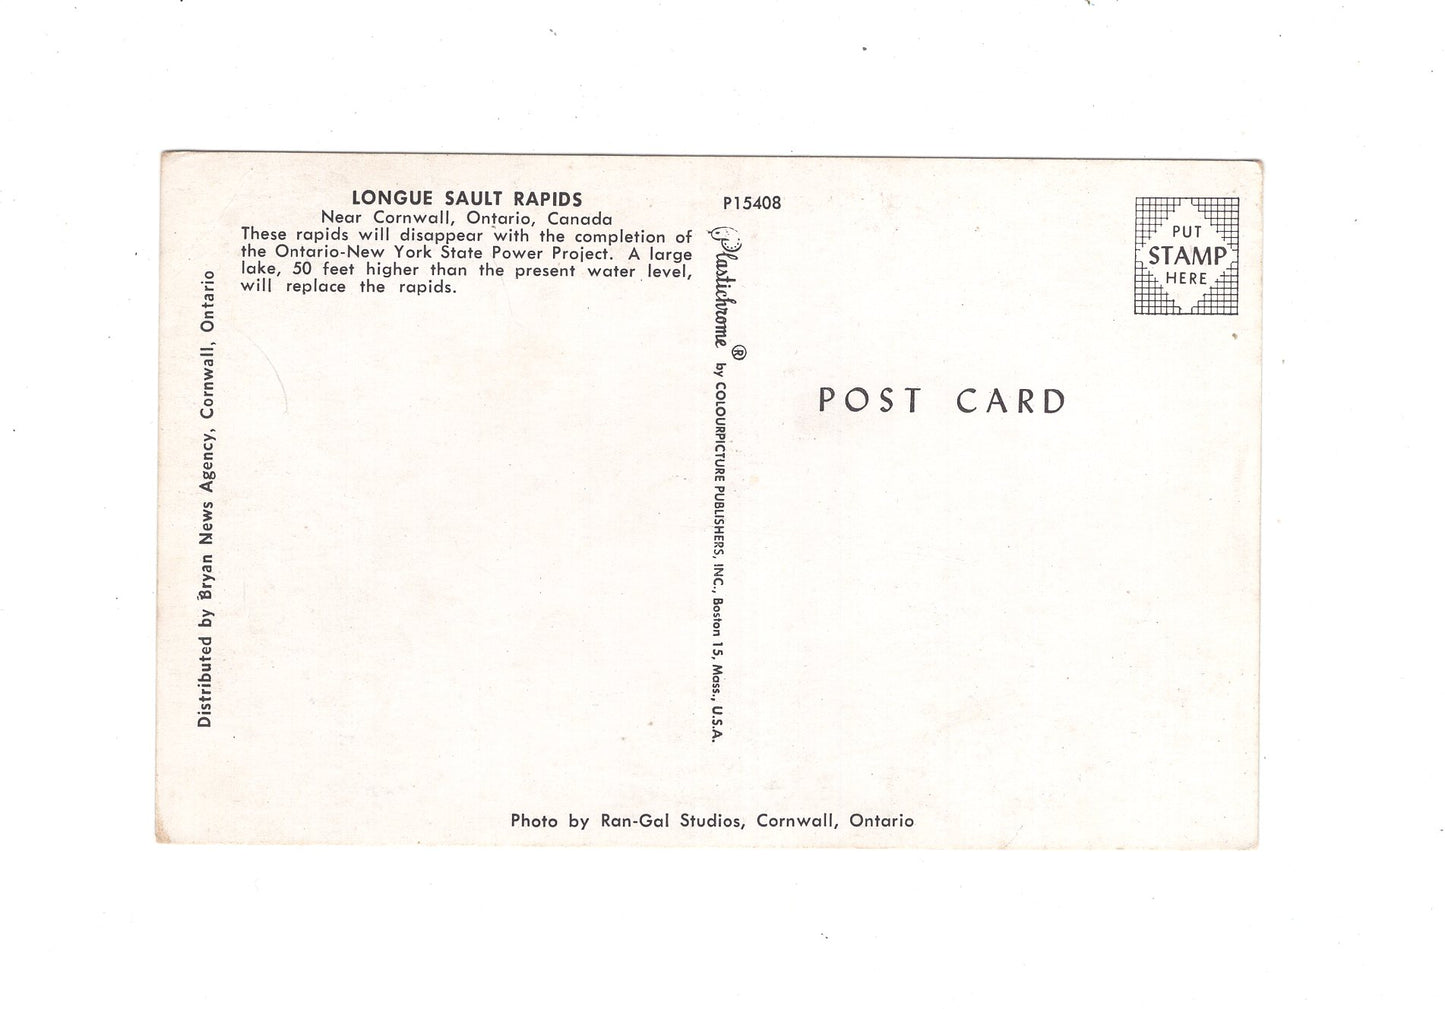 LONGUE SAULT RAPIDS
Near Cornwall, Ontario, Canada
These rapids will disappear with the completion of
the Ontario-New York State Power Project. A large
lake, 50 feet higher than the present water level,
will replace the rapids.
Distributed by Bryan News Agency, Cornwall, Ontario
P15408
Plastichrome ® by COLOURPICTURE PUBLISHERS, INC., Boston 15, Mass., U.S.A.
PUT
STAMP
HERE
POST CARD
Photo by Ran-Gal Studios, Cornwall, Ontario